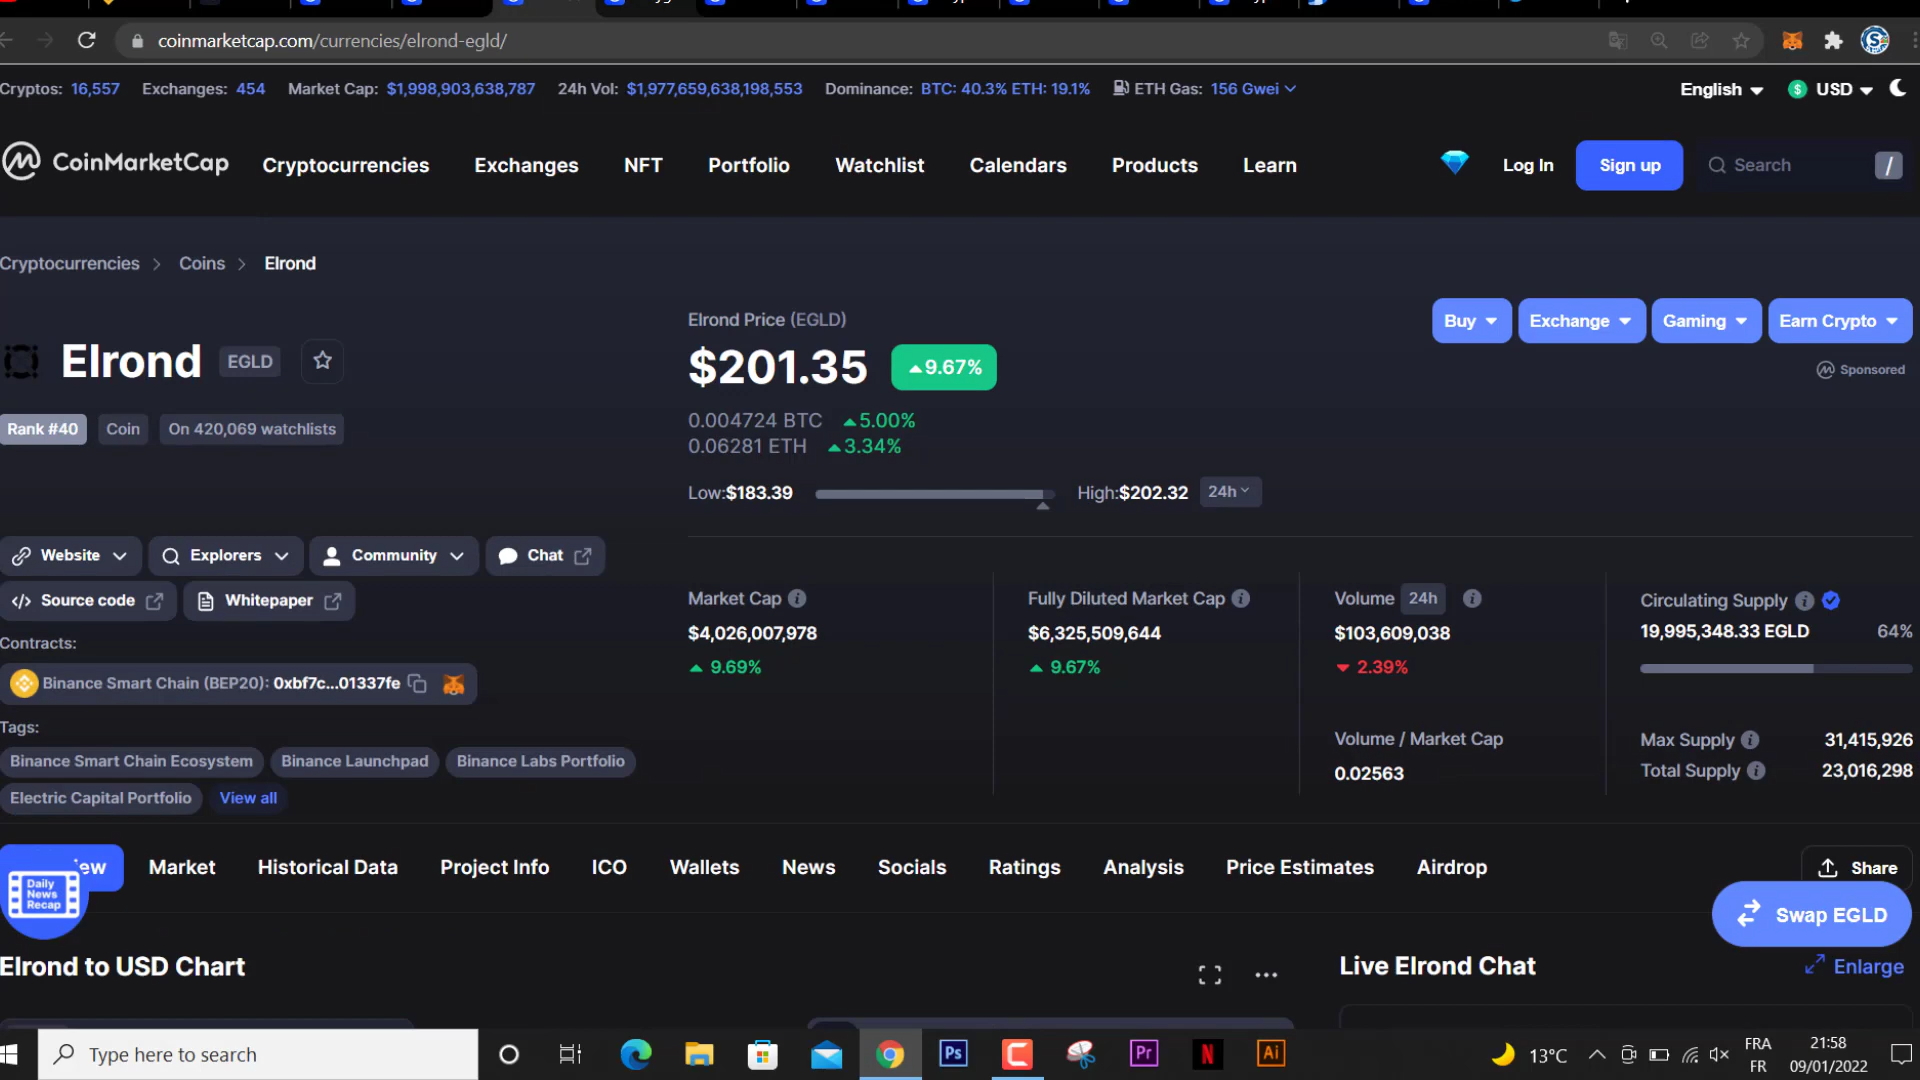 coinmarketcap.com/currencies/elrond-egld/
Cryptos: 16,557 Exchanges: 454 Market Cap: $1,998,903,638,787 24h Vol: $1,977,659,638,198,553 Dominance: BTC: 40.3% ETH: 19.1% ETH Gas: 156 Gwei English USD
CoinMarketCap Cryptocurrencies Exchanges NFT Portfolio Watchlist Calendars Products Learn Log In Sign up Search /
Cryptocurrencies > Coins > Elrond
Elrond Price (EGLD)
Buy Exchange Gaming Earn Crypto
Elrond EGLD
$201.35 9.67%
Sponsored
Rank #40 Coin On 420,069 watchlists
0.004724 BTC 5.00%
0.06281 ETH 3.34%
Low:$183.39 High:$202.32 24h
Website Explorers Community Chat
Source code Whitepaper
Contracts:
Binance Smart Chain (BEP20): 0xbf7c...01337fe
Tags:
Binance Smart Chain Ecosystem Binance Launchpad Binance Labs Portfolio
Electric Capital Portfolio View all
Market Cap
$4,026,007,978
9.69%
Fully Diluted Market Cap
$6,325,509,644
9.67%
Volume 24h
$103,609,038
2.39%
Volume / Market Cap
0.02563
Circulating Supply
19,995,348.33 EGLD 64%
Max Supply 31,415,926
Total Supply 23,016,298
Market Historical Data Project Info ICO Wallets News Socials Ratings Analysis Price Estimates Airdrop Share
Daily
News
Recap
Swap EGLD
Elrond to USD Chart
Live Elrond Chat Enlarge
Type here to search
Ps Pr N Ai
13°C
FRA
FR
21:58
09/01/2022